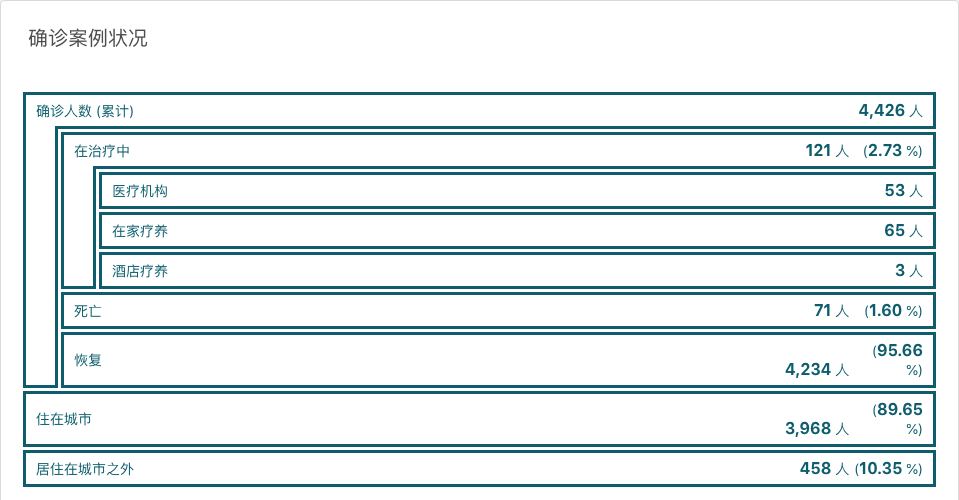 确诊案例状况
确诊人数 (累计) 4,426 人
在治疗中 121 人 (2.73 %)
医疗机构 53 人
在家疗养 65 人
酒店疗养 3 人
死亡 71 人 (1.60 %)
恢复 4,234 人 (95.66 %)
住在城市 3,968 人 (89.65 %)
居住在城市之外 458 人 (10.35 %)